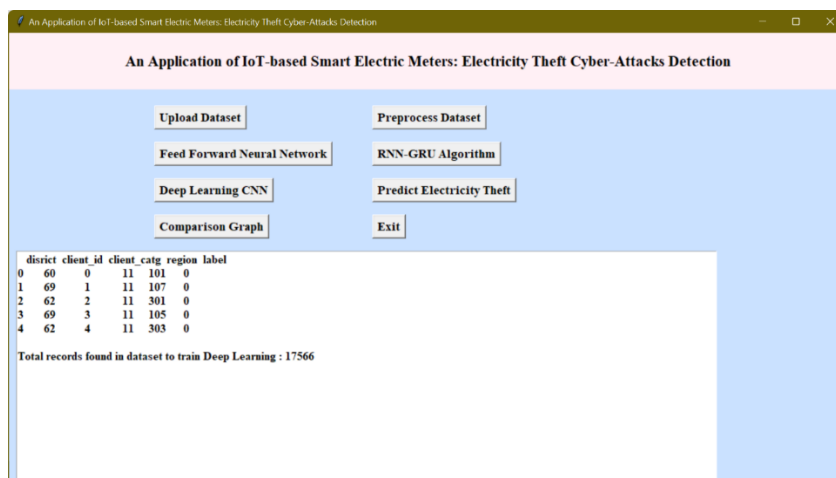 An Application of IoT-based Smart Electric Meters: Electricity Theft Cyber-Attacks Detection
An Application of IoT-based Smart Electric Meters: Electricity Theft Cyber-Attacks Detection
Upload Dataset Preprocess Dataset
Feed Forward Neural Network RNN-GRU Algorithm
Deep Learning CNN Predict Electricity Theft
Comparison Graph Exit
disrict client_id client_catg region label
0 60 0 11 101 0
1 69 1 11 107 0
2 62 2 11 301 0
3 69 3 11 105 0
4 62 4 11 303 0
Total records found in dataset to train Deep Learning : 17566